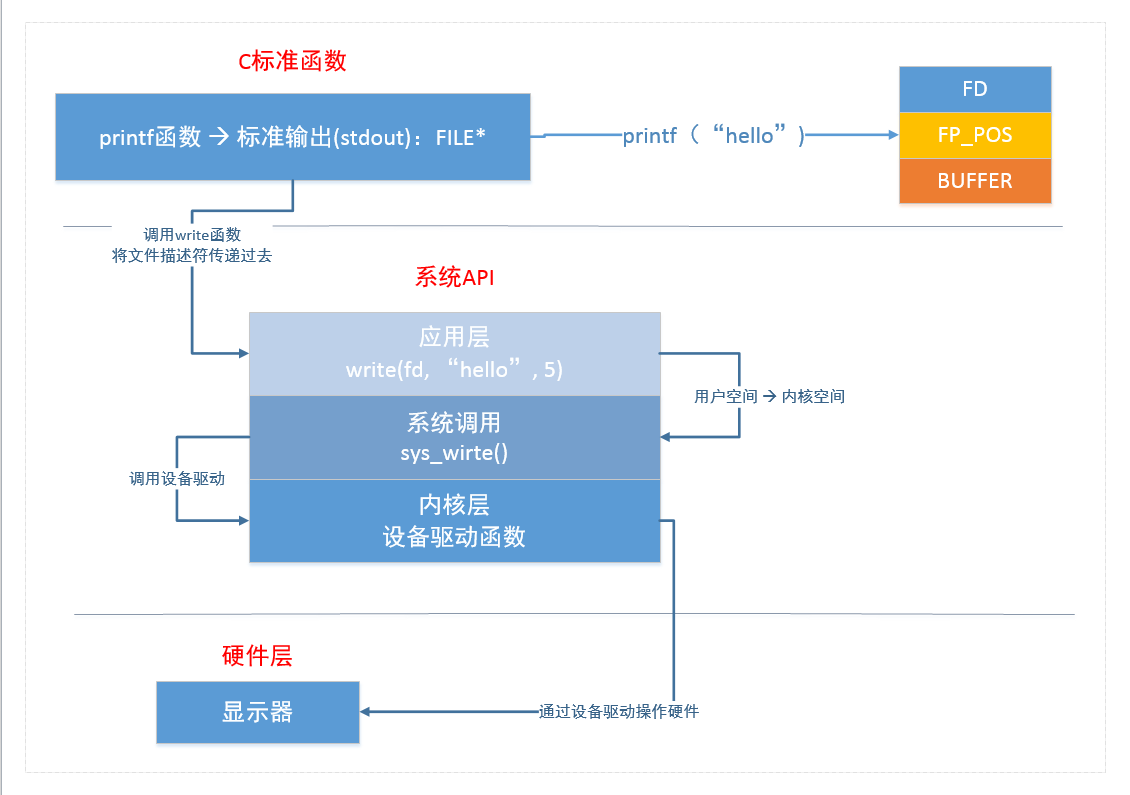 C标准函数
printf函数 → 标准输出(stdout)：FILE*
printf（“hello”)
FD
FP_POS
BUFFER
调用write函数
将文件描述符传递过去
系统API
应用层
write(fd, “hello”, 5)
用户空间 → 内核空间
系统调用
sys_wirte()
调用设备驱动
内核层
设备驱动函数
硬件层
显示器
通过设备驱动操作硬件